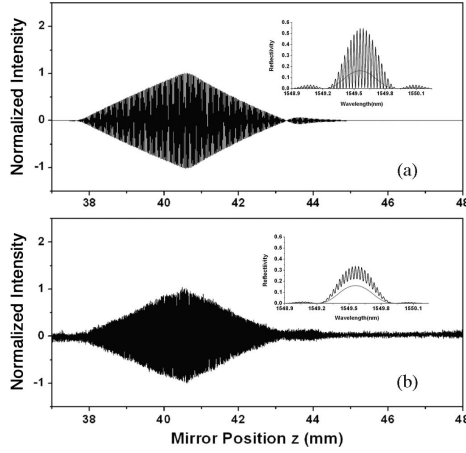 2
1
0
-1
Normalized Intensity
38 40 42 44 46 48
(a)
0.6
0.5
0.4
0.3
0.2
0.1
0.0
Reflectivity
1548.9 1549.2 1549.5 1549.8 1550.1
Wavelength(nm)
2
1
0
-1
Normalized Intensity
38 40 42 44 46 48
(b)
0.6
0.5
0.4
0.3
0.2
0.1
0.0
Reflectivity
1548.9 1549.2 1549.5 1549.8 1550.1
Wavelength(nm)
Mirror Position z (mm)